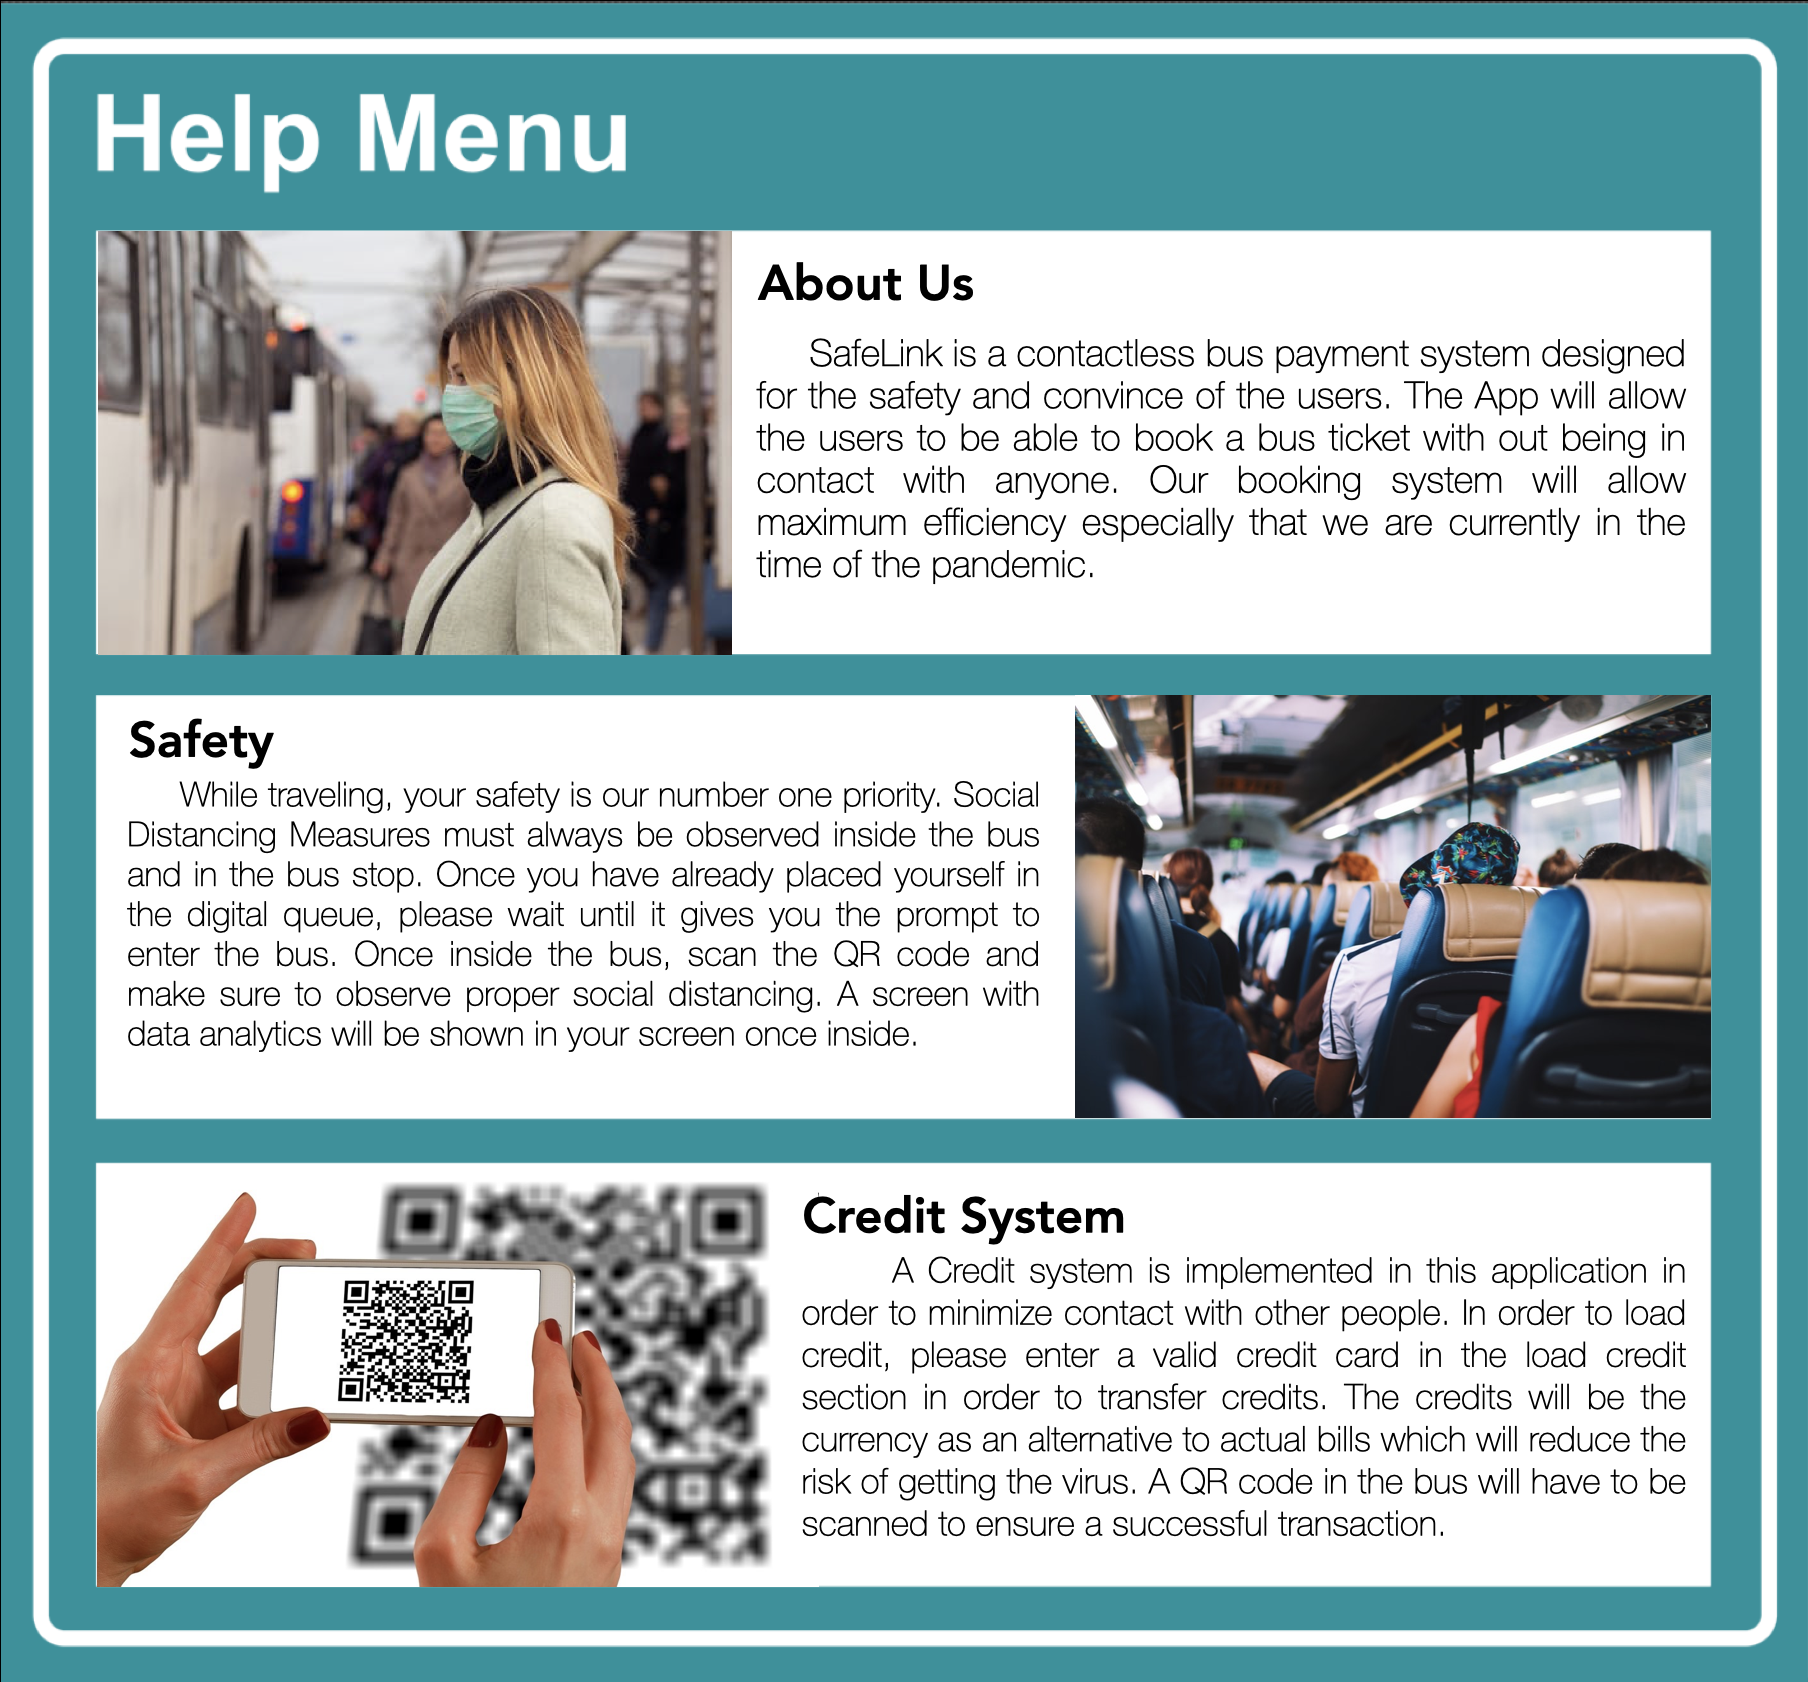 Help Menu
About Us
SafeLink is a contactless bus payment system designed
for the safety and convince of the users. The App will allow
the users to be able to book a bus ticket with out being in
contact with anyone. Our booking system will allow
maximum efficiency especially that we are currently in the
time of the pandemic.
Safety
While traveling, your safety is our number one priority. Social
Distancing Measures must always be observed inside the bus
and in the bus stop. Once you have already placed yourself in
the digital queue, please wait until it gives you the prompt to
enter the bus. Once inside the bus, scan the QR code and
make sure to observe proper social distancing. A screen with
data analytics will be shown in your screen once inside.
Credit System
A Credit system is implemented in this application in
order to minimize contact with other people. In order to load
credit, please enter a valid credit card in the load credit
section in order to transfer credits. The credits will be the
currency as an alternative to actual bills which will reduce the
risk of getting the virus. A QR code in the bus will have to be
scanned to ensure a successful transaction.